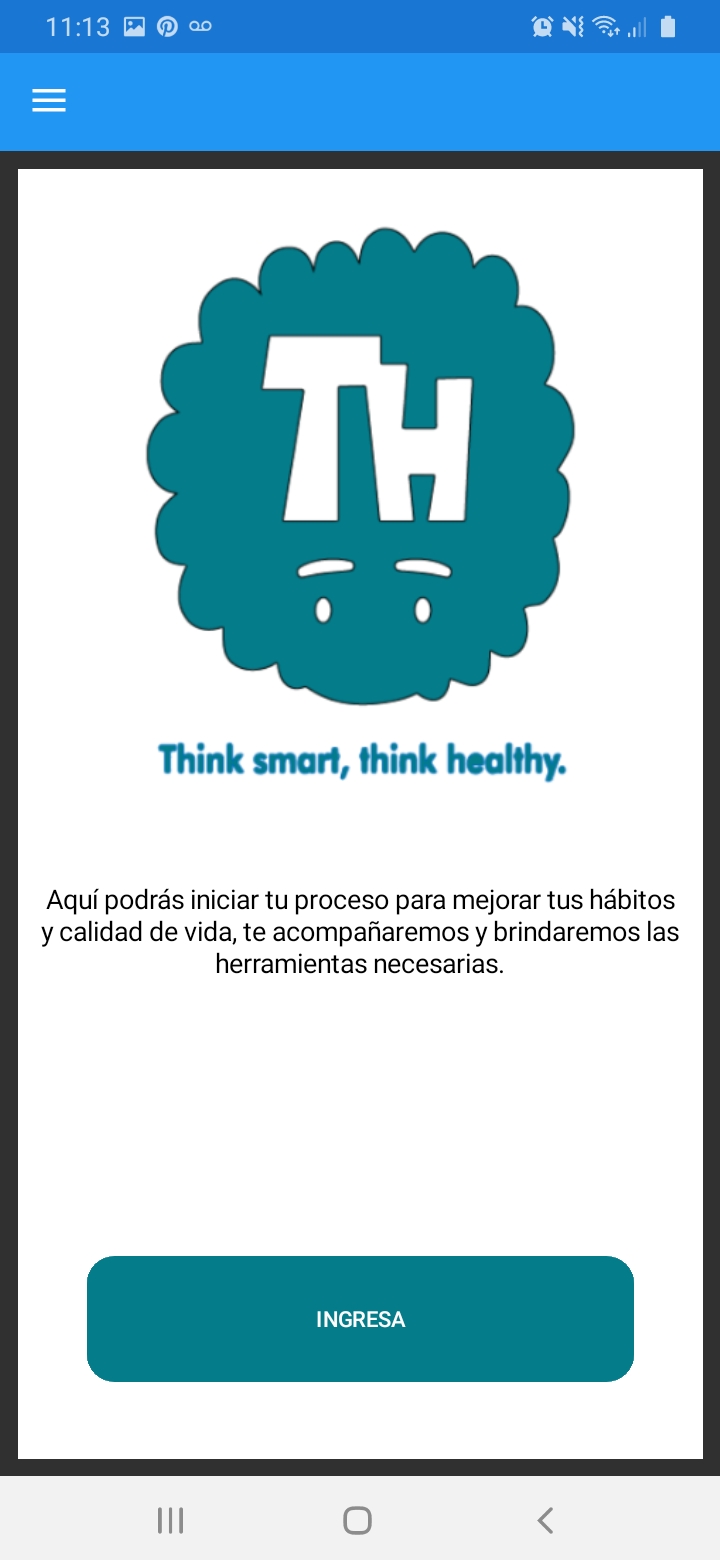 11:13
TH
Think smart, think healthy.
Aquí podrás iniciar tu proceso para mejorar tus hábitos
y calidad de vida, te acompañaremos y brindaremos las
herramientas necesarias.
INGRESA